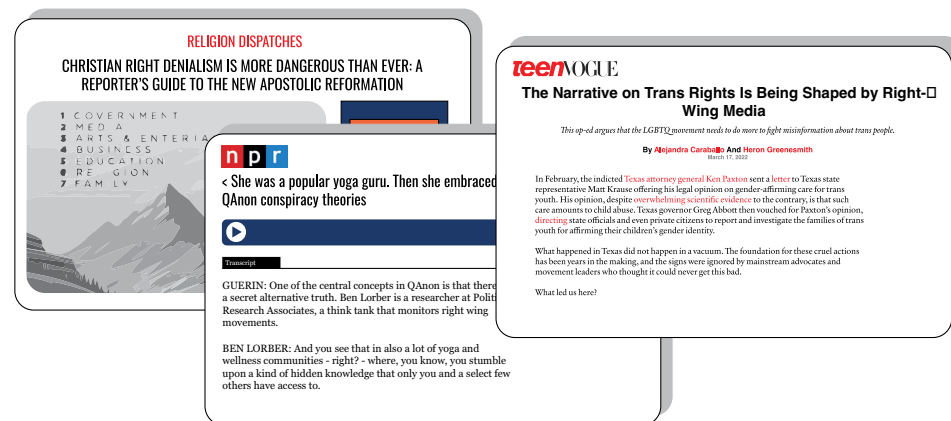 RELIGION DISPATCHES
CHRISTIAN RIGHT DENIALISM IS MORE DANGEROUS THAN EVER: A
REPORTER'S GUIDE TO THE NEW APOSTOLIC REFORMATION
1 GOVERNMENT
2 MEDIA
3 ARTS & ENTERTA
4 BUSINESS
5 EDUCATION
6 RELIGION
7 FAMILY
npr
< She was a popular yoga guru. Then she embraced
QAnon conspiracy theories
Transcript
GUERIN: One of the central concepts in QAnon is that there
a secret alternative truth. Ben Lorber is a researcher at Politi
Research Associates, a think tank that monitors right wing
movements.
BEN LORBER: And you see that in also a lot of yoga and
wellness communities - right? - where, you know, you stumble
upon a kind of hidden knowledge that only you and a select few
others have access to.
teenVOGUE
The Narrative on Trans Rights Is Being Shaped by Right-
Wing Media
This op-ed argues that the LGBTQ movement needs to do more to fight misinformation about trans people.
By Alejandra Caraballo And Heron Greenesmith
March 17, 2022
In February, the indicted Texas attorney general Ken Paxton sent a letter to Texas state
representative Matt Krause offering his legal opinion on gender-affirming care for trans
youth. His opinion, despite overwhelming scientific evidence to the contrary, is that such
care amounts to child abuse. Texas governor Greg Abbott then vouched for Paxton's opinion,
directing state officials and even private citizens to report and investigate the families of trans
youth for affirming their children's gender identity.
What happened in Texas did not happen in a vacuum. The foundation for these cruel actions
has been years in the making, and the signs were ignored by mainstream advocates and
movement leaders who thought it could never get this bad.
What led us here?